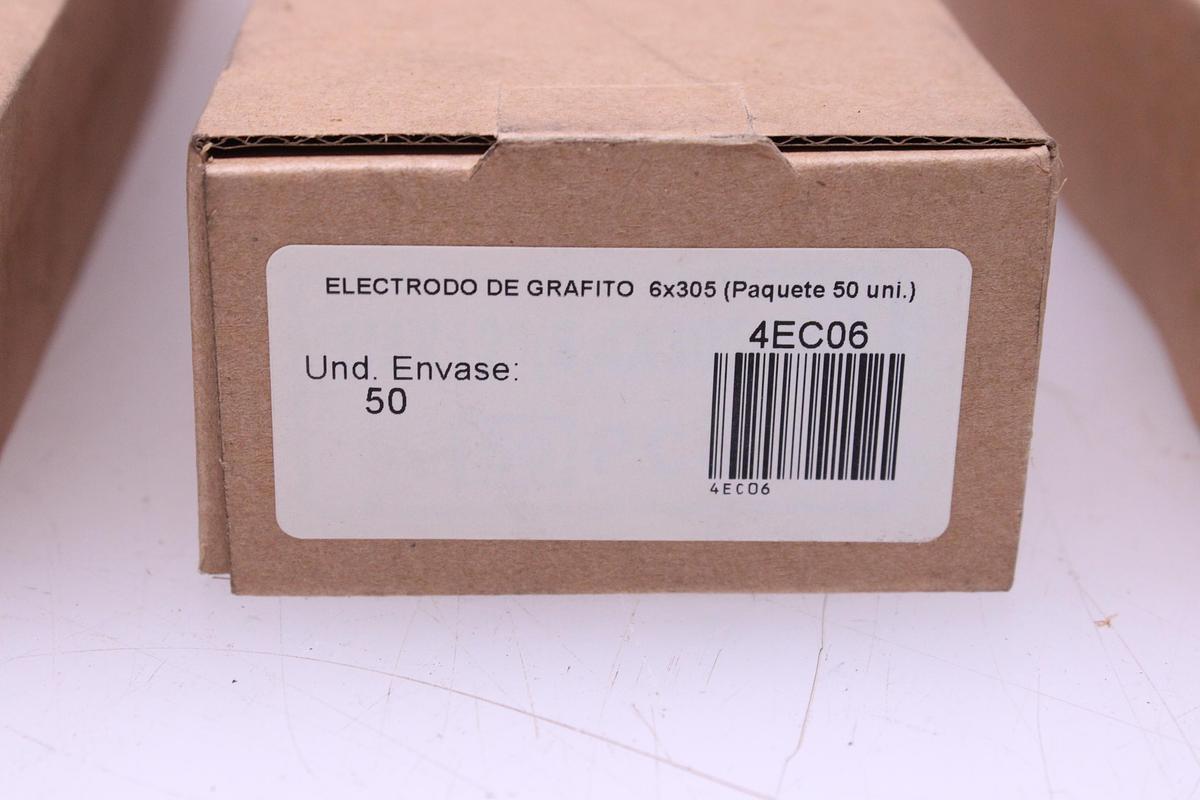 ELECTRODO DE GRAFITO 6x305 (Paquete 50 uni.)
4EC06
Und. Envase:
50
4EC06